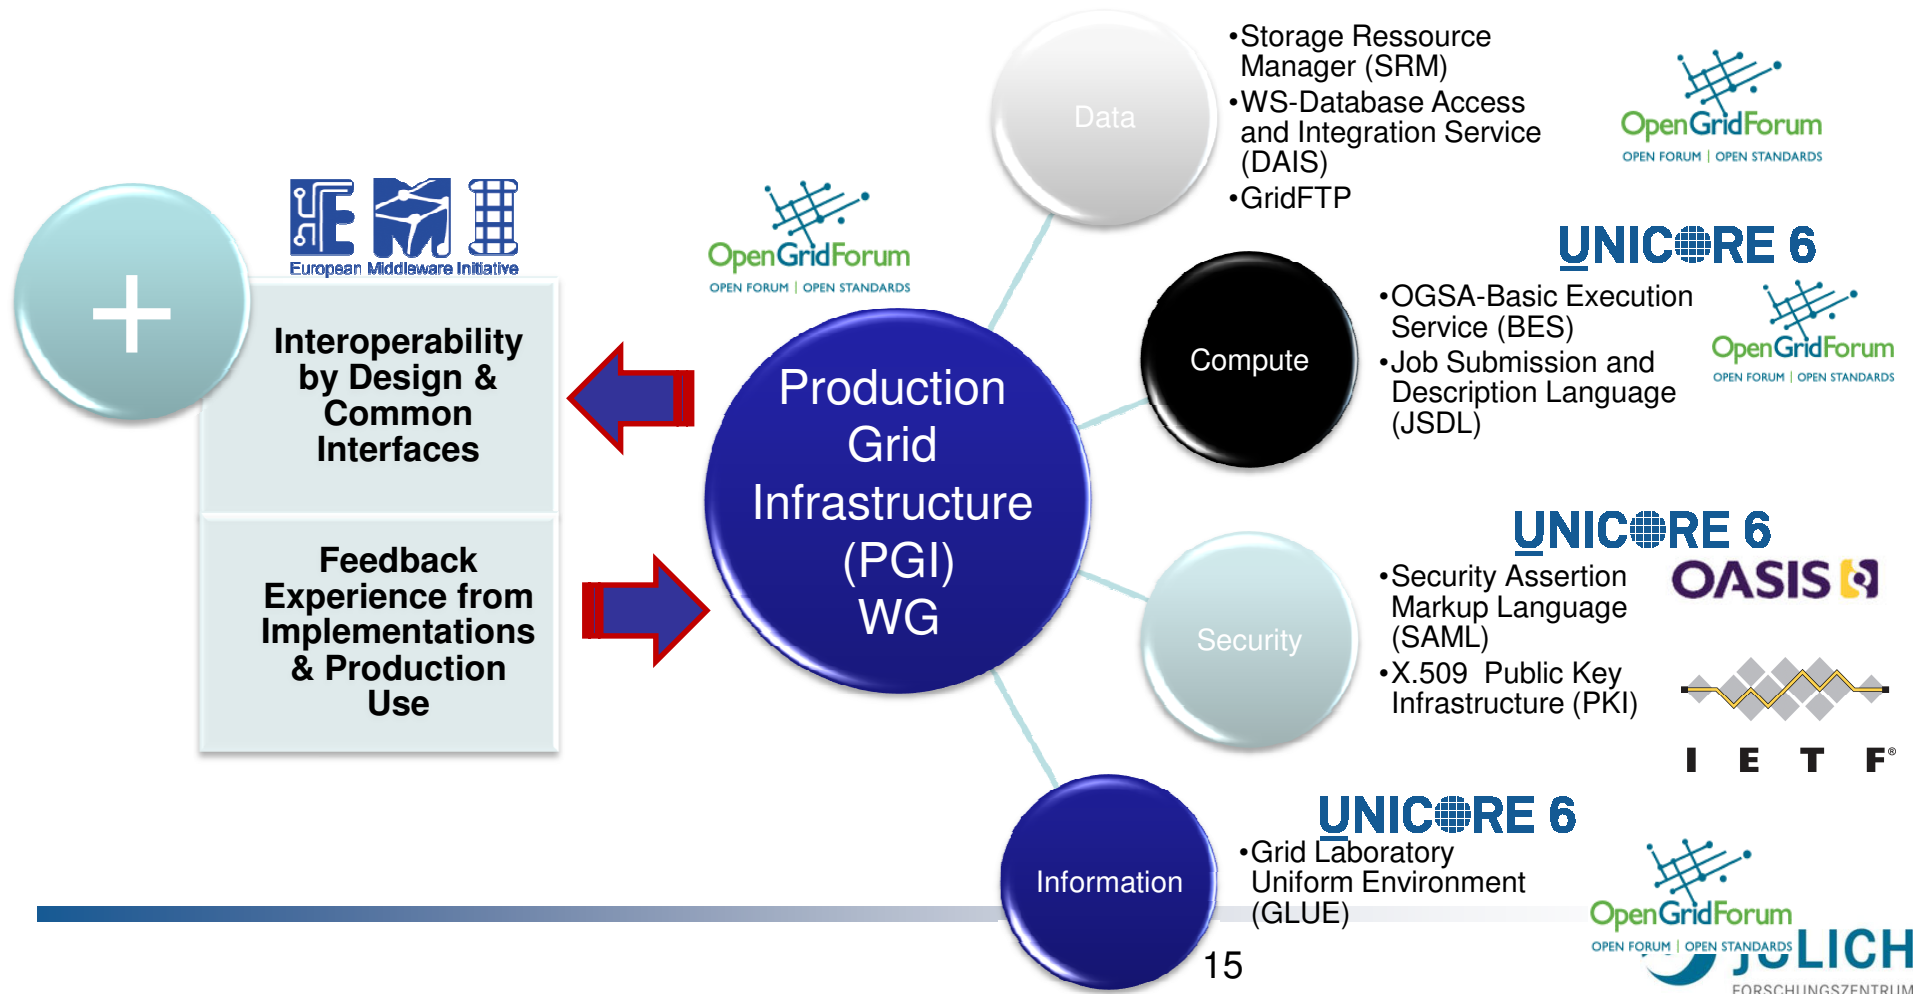 +
European Middleware Initiative
Interoperability
by Design &
Common
Interfaces
Feedback
Experience from
Implementations
& Production
Use
OpenGridForum
OPEN FORUM | OPEN STANDARDS
Production
Grid
Infrastructure
(PGI)
WG
Data
•Storage Ressource
Manager (SRM)
•WS-Database Access
and Integration Service
(DAIS)
•GridFTP
OpenGridForum
OPEN FORUM | OPEN STANDARDS
UNICORE 6
Compute
•OGSA-Basic Execution
Service (BES)
•Job Submission and
Description Language
(JSDL)
OpenGridForum
OPEN FORUM | OPEN STANDARDS
UNICORE 6
Security
•Security Assertion
Markup Language
(SAML)
•X.509 Public Key
Infrastructure (PKI)
OASIS
I E T F®
UNICORE 6
Information
•Grid Laboratory
Uniform Environment
(GLUE)
OpenGridForum
OPEN FORUM | OPEN STANDARDS
15
JÜLICH
FORSCHUNGSZENTRUM